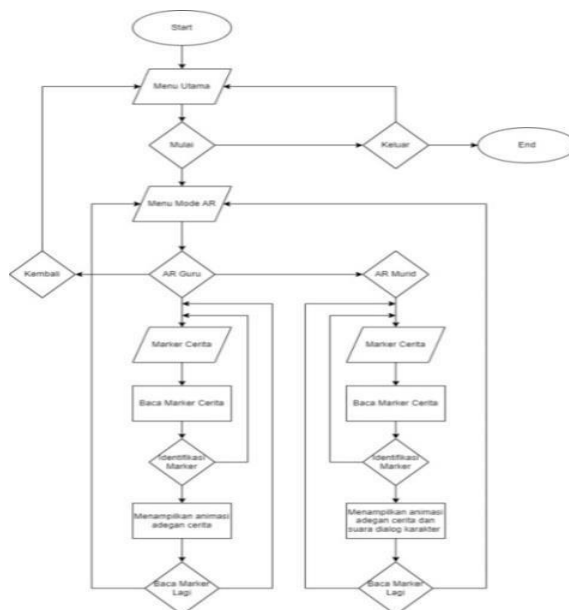 Start
Menu Utama
Mulai
Keluar
End
Menu Mode AR
Kembali
AR Guru
AR Murid
Marker Cerita
Marker Cerita
Baca Marker Cerita
Baca Marker Cerita
Identifikasi
Marker
Identifikasi
Marker
Menampilkan animasi
adegan cerita
Menampilkan animasi
adegan cerita dan
suara dialog karakter
Baca Marker
Lagi
Baca Marker
Lagi